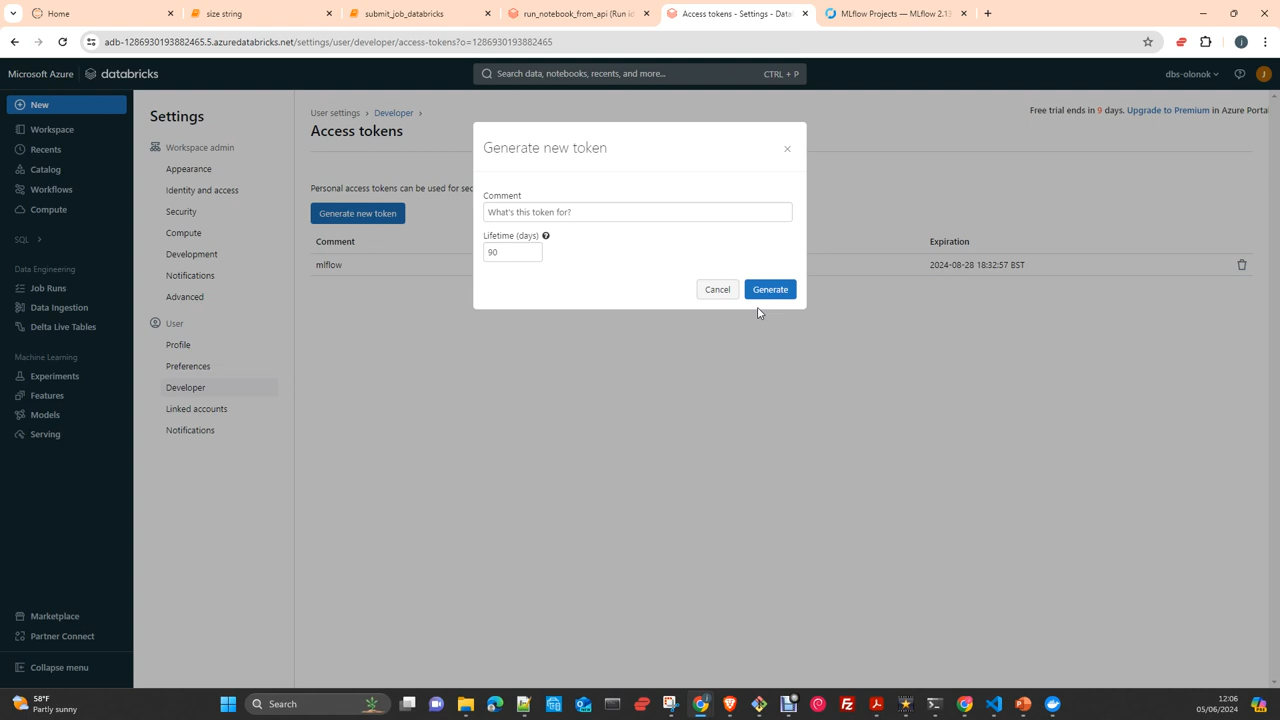 Home
size string
submit_job_databricks
run_notebook_from_api (Run id
Access tokens - Settings - Data
MLflow Projects — MLflow 2.13
adb-1286930193882465.5.azuredatabricks.net/settings/user/developer/access-tokens?o=1286930193882465
Microsoft Azure
databricks
Search data, notebooks, recents, and more...
CTRL + P
dbs-olonok
J
New
Workspace
Recents
Catalog
Workflows
Compute
SQL
Data Engineering
Job Runs
Data Ingestion
Delta Live Tables
Machine Learning
Experiments
Features
Models
Serving
Marketplace
Partner Connect
Collapse menu
Settings
Workspace admin
Appearance
Identity and access
Security
Compute
Development
Notifications
Advanced
User
Profile
Preferences
Developer
Linked accounts
Notifications
User settings > Developer >
Access tokens
Free trial ends in 9 days. Upgrade to Premium in Azure Portal
Personal access tokens can be used for sec
Generate new token
Comment
Expiration
mlflow
2024-08-28 18:32:57 BST
Generate new token
Comment
What's this token for?
Lifetime (days)
90
Cancel
Generate
58°F
Partly sunny
Search
12:06
05/06/2024